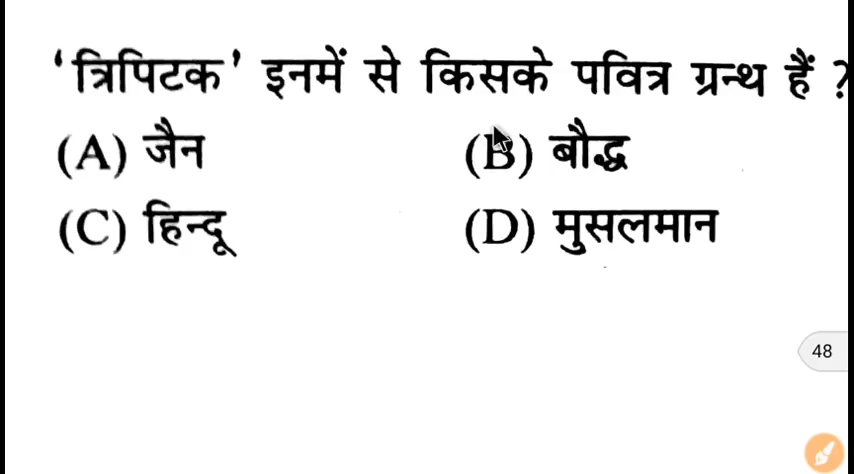 'त्रिपिटक' इनमें से किसके पवित्र ग्रन्थ हैं ?
(A) जैन (B) बौद्ध
(C) हिन्दू (D) मुसलमान
48